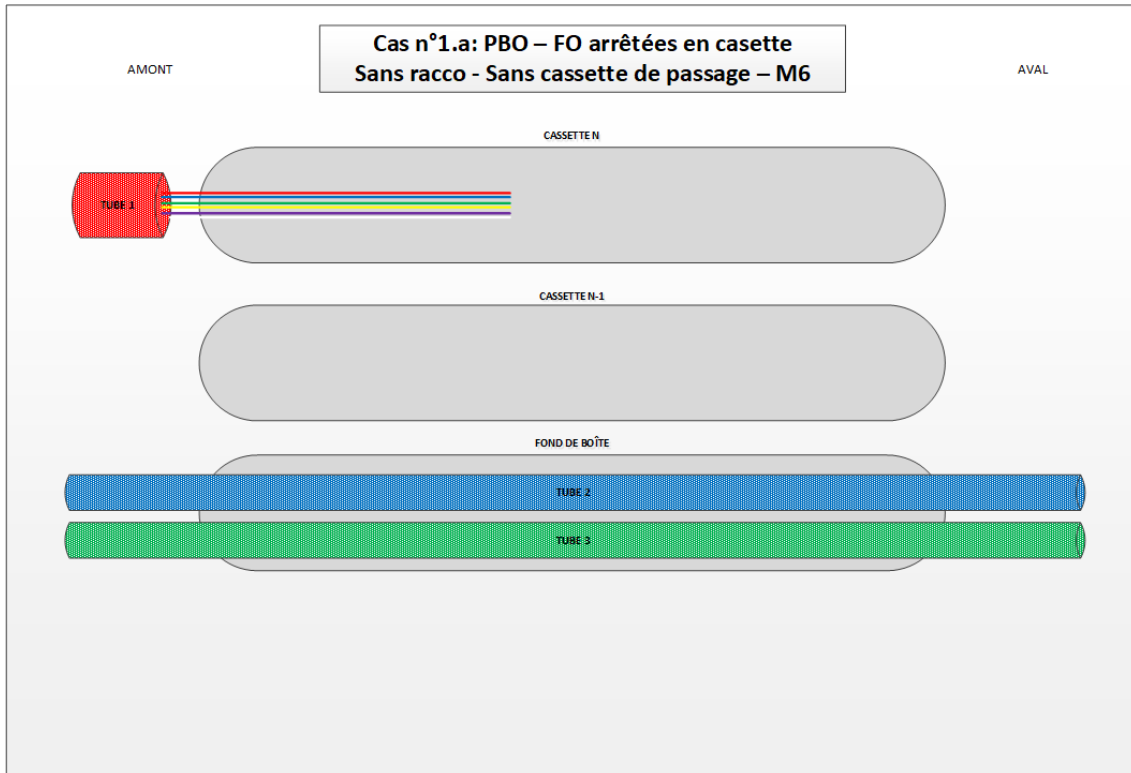 Cas n°1.a: PBO – FO arrêtées en casette
Sans racco - Sans cassette de passage – M6
AMONT
AVAL
CASSETTE N
TUBE 1
CASSETTE N-1
FOND DE BOÎTE
TUBE 2
TUBE 3